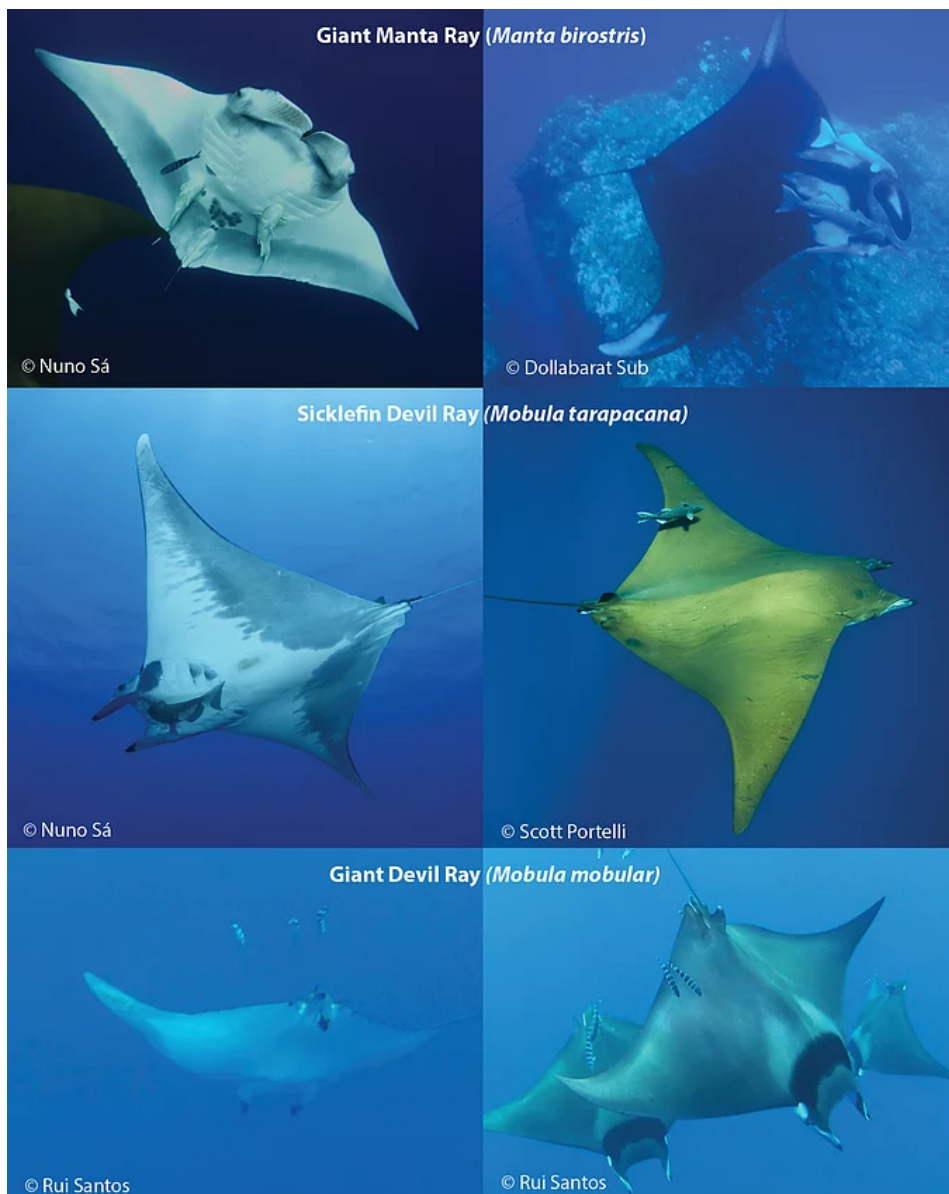 Giant Manta Ray (Manta birostris)
© Nuno Sá
© Dollabarat Sub
Sicklefin Devil Ray (Mobula tarapacana)
© Nuno Sá
© Scott Portelli
Giant Devil Ray (Mobula mobular)
© Rui Santos
© Rui Santos